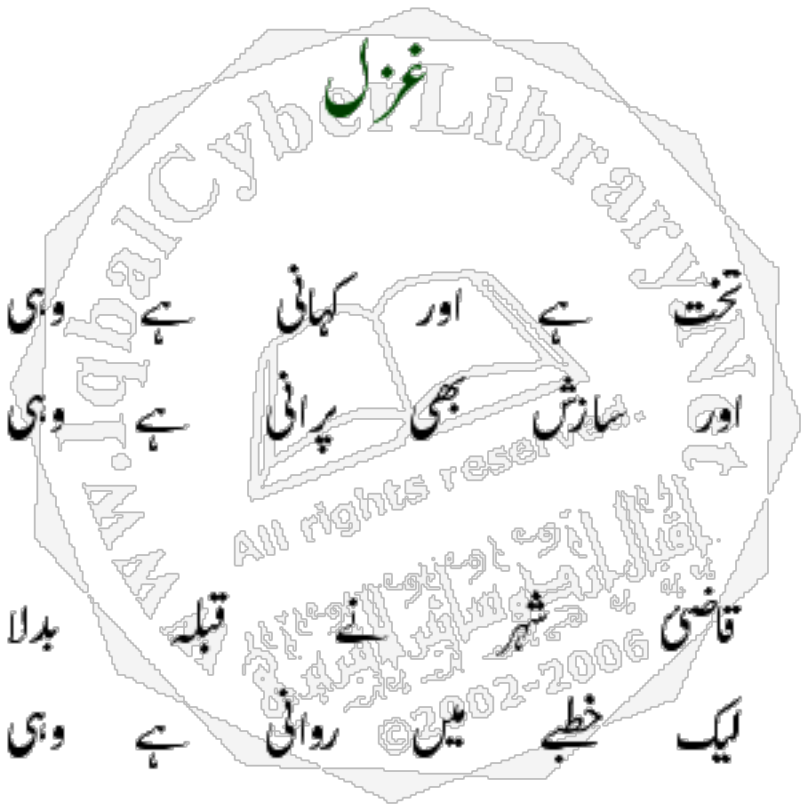 غزل
تخت ہے اور کہانی ہے وہی
اور سازش بھی پرانی ہے وہی
قاضیٔ شہر نے قبلہ بدلا
لیک خطبے میں روانی ہے وہی
www.IqbalCyberLibrary.Net
All rights reserved.
©2002-2006